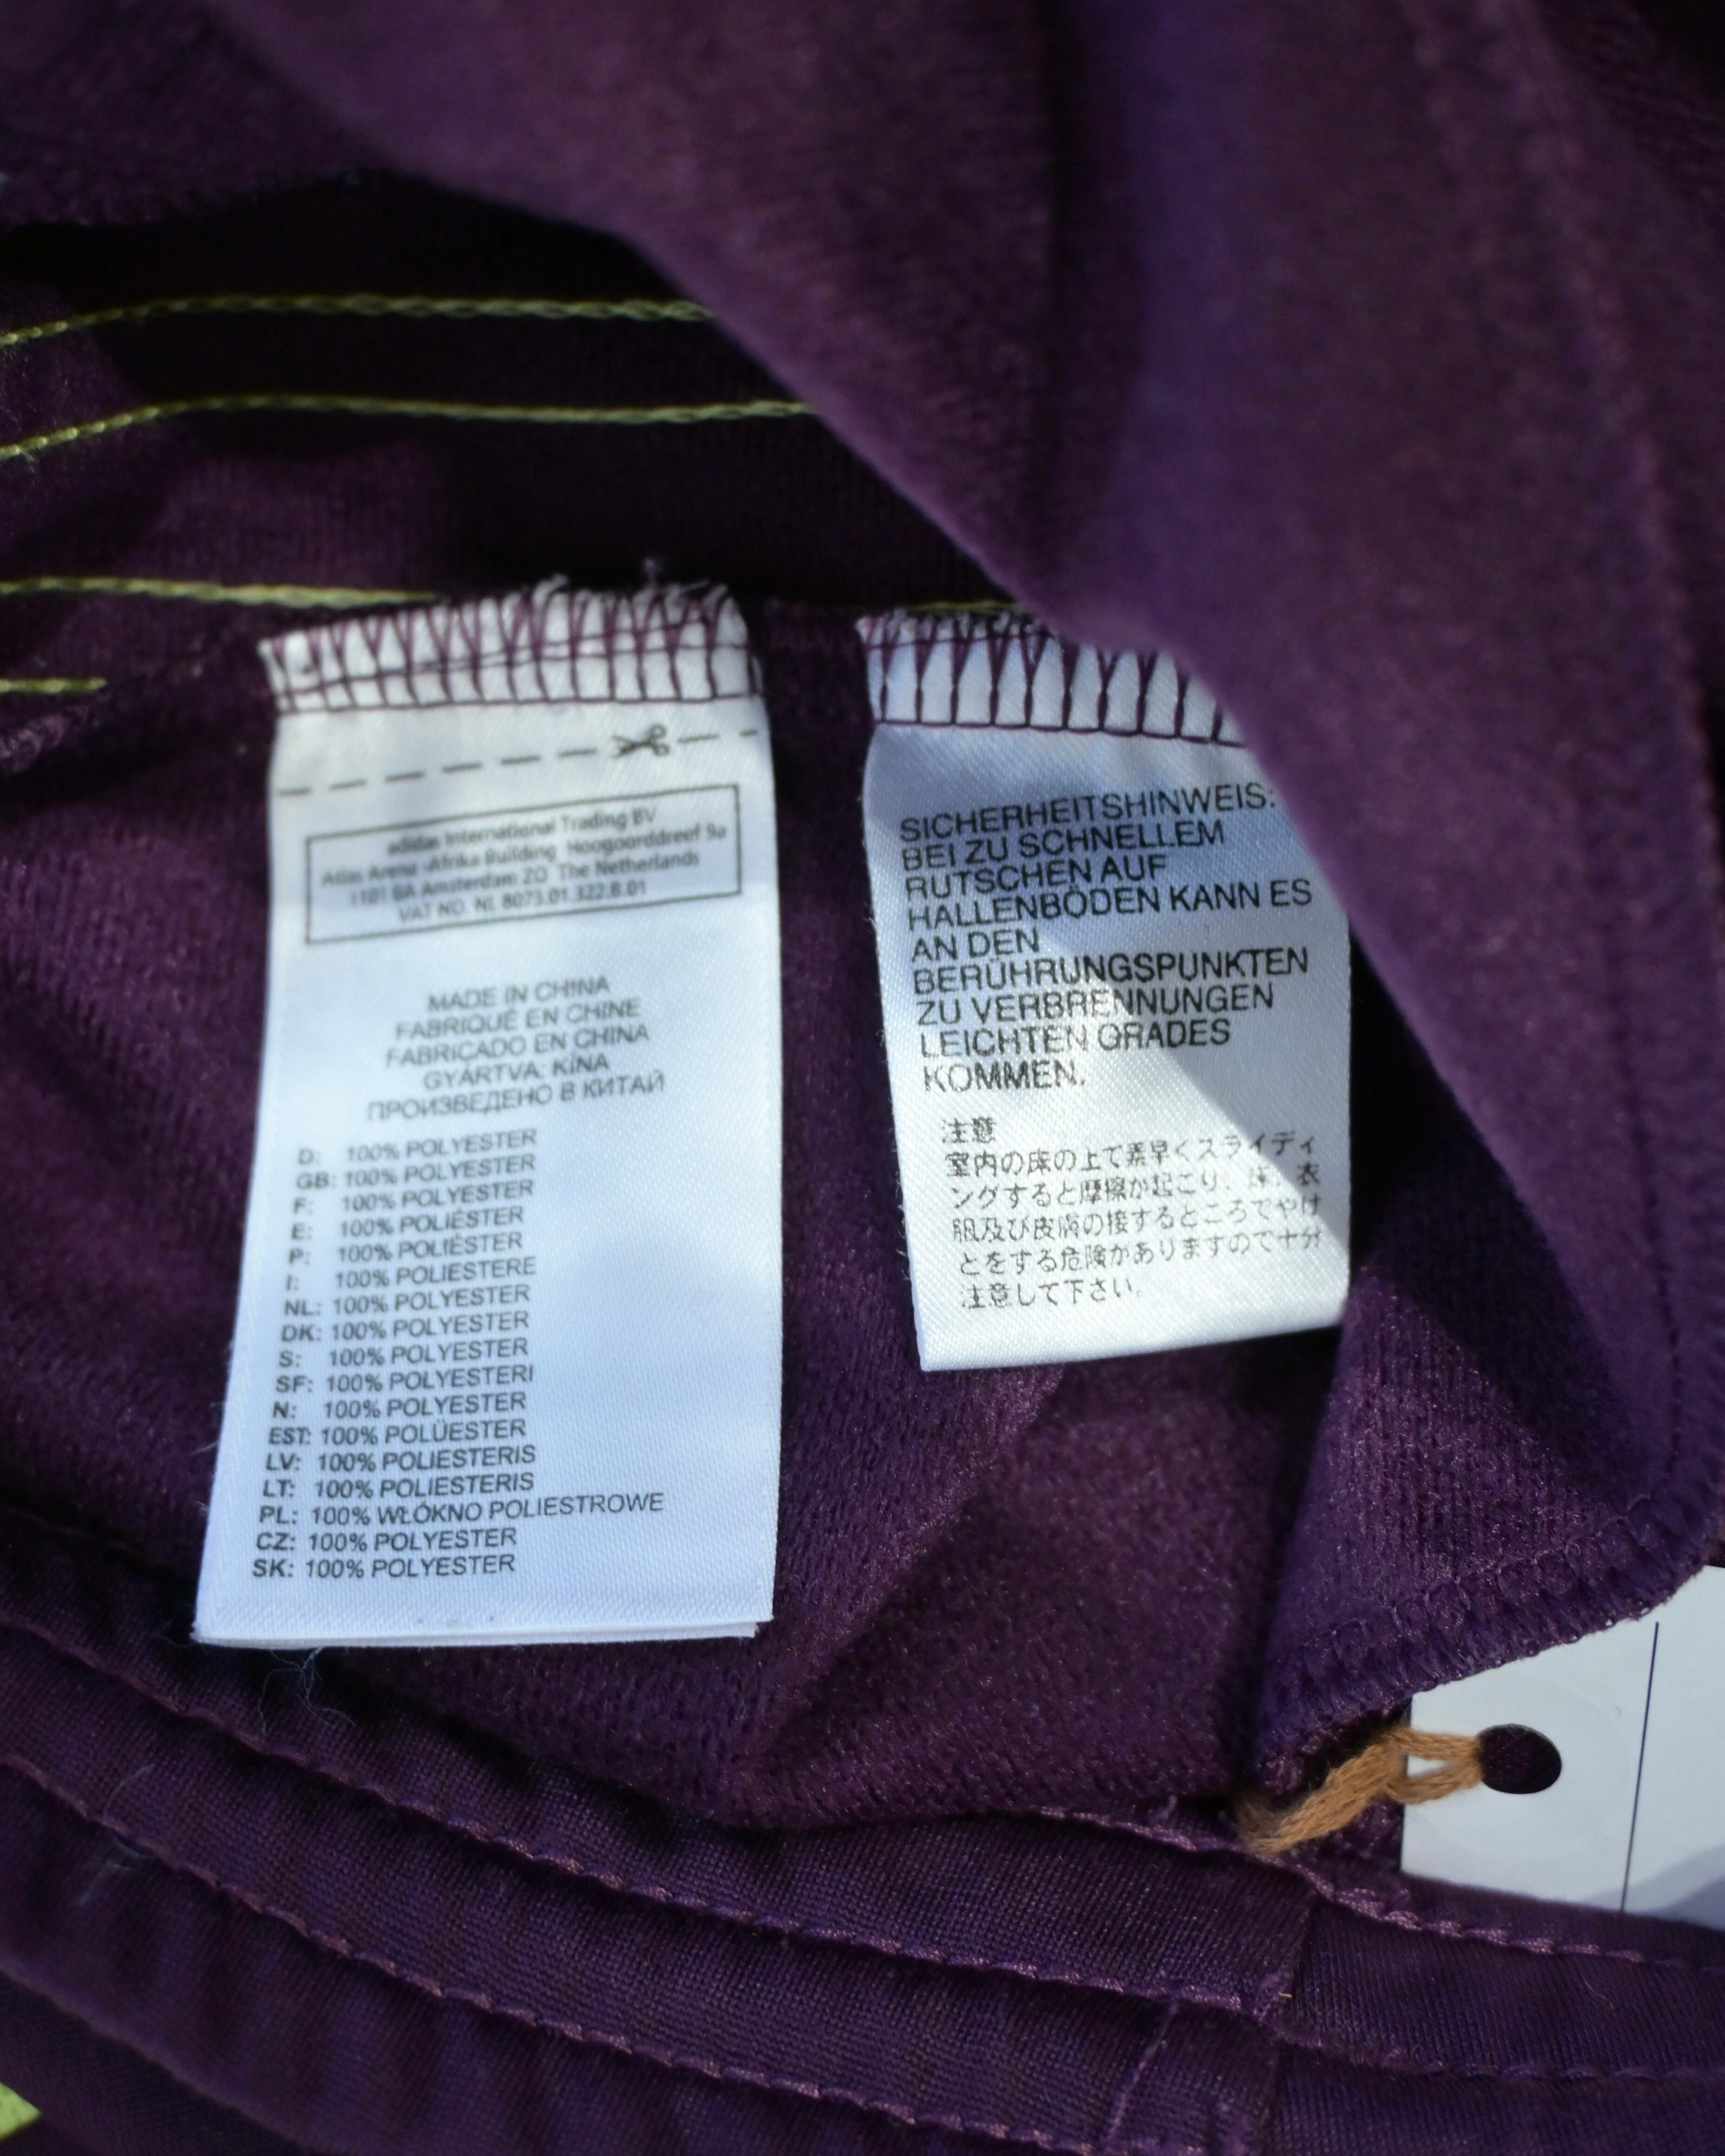 adidas International Trading BV
Atlas Arena -Afrika Building Hoogoorddreef 9a
1101 BA Amsterdam ZO The Netherlands
VAT NO. NL 8073.01.322.B.01
MADE IN CHINA
FABRIQUÉ EN CHINE
FABRICADO EN CHINA
GYÁRTVA: KÍNA
ПРОИЗВЕДЕНО В КИТАЙ
D: 100% POLYESTER
GB: 100% POLYESTER
F: 100% POLYESTER
E: 100% POLIÉSTER
P: 100% POLIÉSTER
I: 100% POLIESTERE
NL: 100% POLYESTER
DK: 100% POLYESTER
S: 100% POLYESTER
SF: 100% POLYESTERI
N: 100% POLYESTER
EST: 100% POLÜESTER
LV: 100% POLIESTERIS
LT: 100% POLIESTERIS
PL: 100% WŁÓKNO POLIESTROWE
CZ: 100% POLYESTER
SK: 100% POLYESTER
SICHERHEITSHINWEIS:
BEI ZU SCHNELLEM
RUTSCHEN AUF
HALLENBÖDEN KANN ES
AN DEN
BERÜHRUNGSPUNKTEN
ZU VERBRENNUNGEN
LEICHTEN GRADES
KOMMEN.
注意
室内の床の上で素早くスライディ
ングすると摩擦が起こり、床、衣
服及び皮膚の接するところでやけ
どをする危険がありますので十分
注意して下さい。